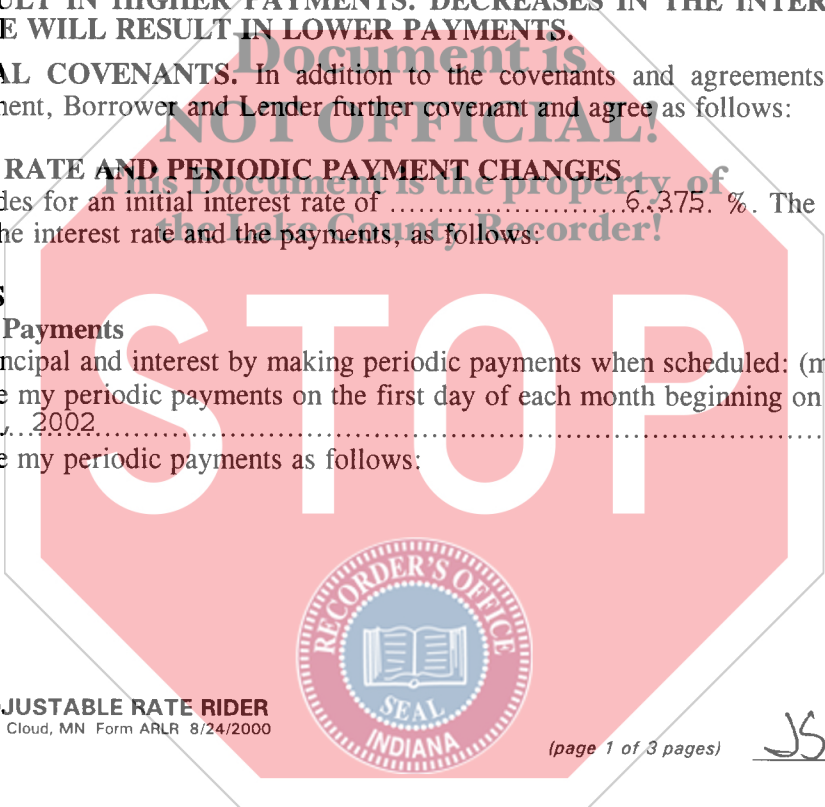 ULT IN HIGHER PAYMENTS. DECREASES IN THE INTER
E WILL RESULT IN LOWER PAYMENTS.
Document is
AL COVENANTS. In addition to the covenants and agreements
ment, Borrower and Lender further covenant and agree as follows:
NOT OFFICIAL!
RATE AND PERIODIC PAYMENT CHANGES
This Document is the property of
des for an initial interest rate of ........................6.375. %. The
the Lake County Recorder!
he interest rate and the payments, as follows:
S
Payments
STOP
ncipal and interest by making periodic payments when scheduled: (m
e my periodic payments on the first day of each month beginning on
, 2002
e my periodic payments as follows:
RECORDER'S OFFICE
SEAL
INDIANA
JUSTABLE RATE RIDER
Cloud, MN Form ARLR 8/24/2000
(page 1 of 3 pages)
JS